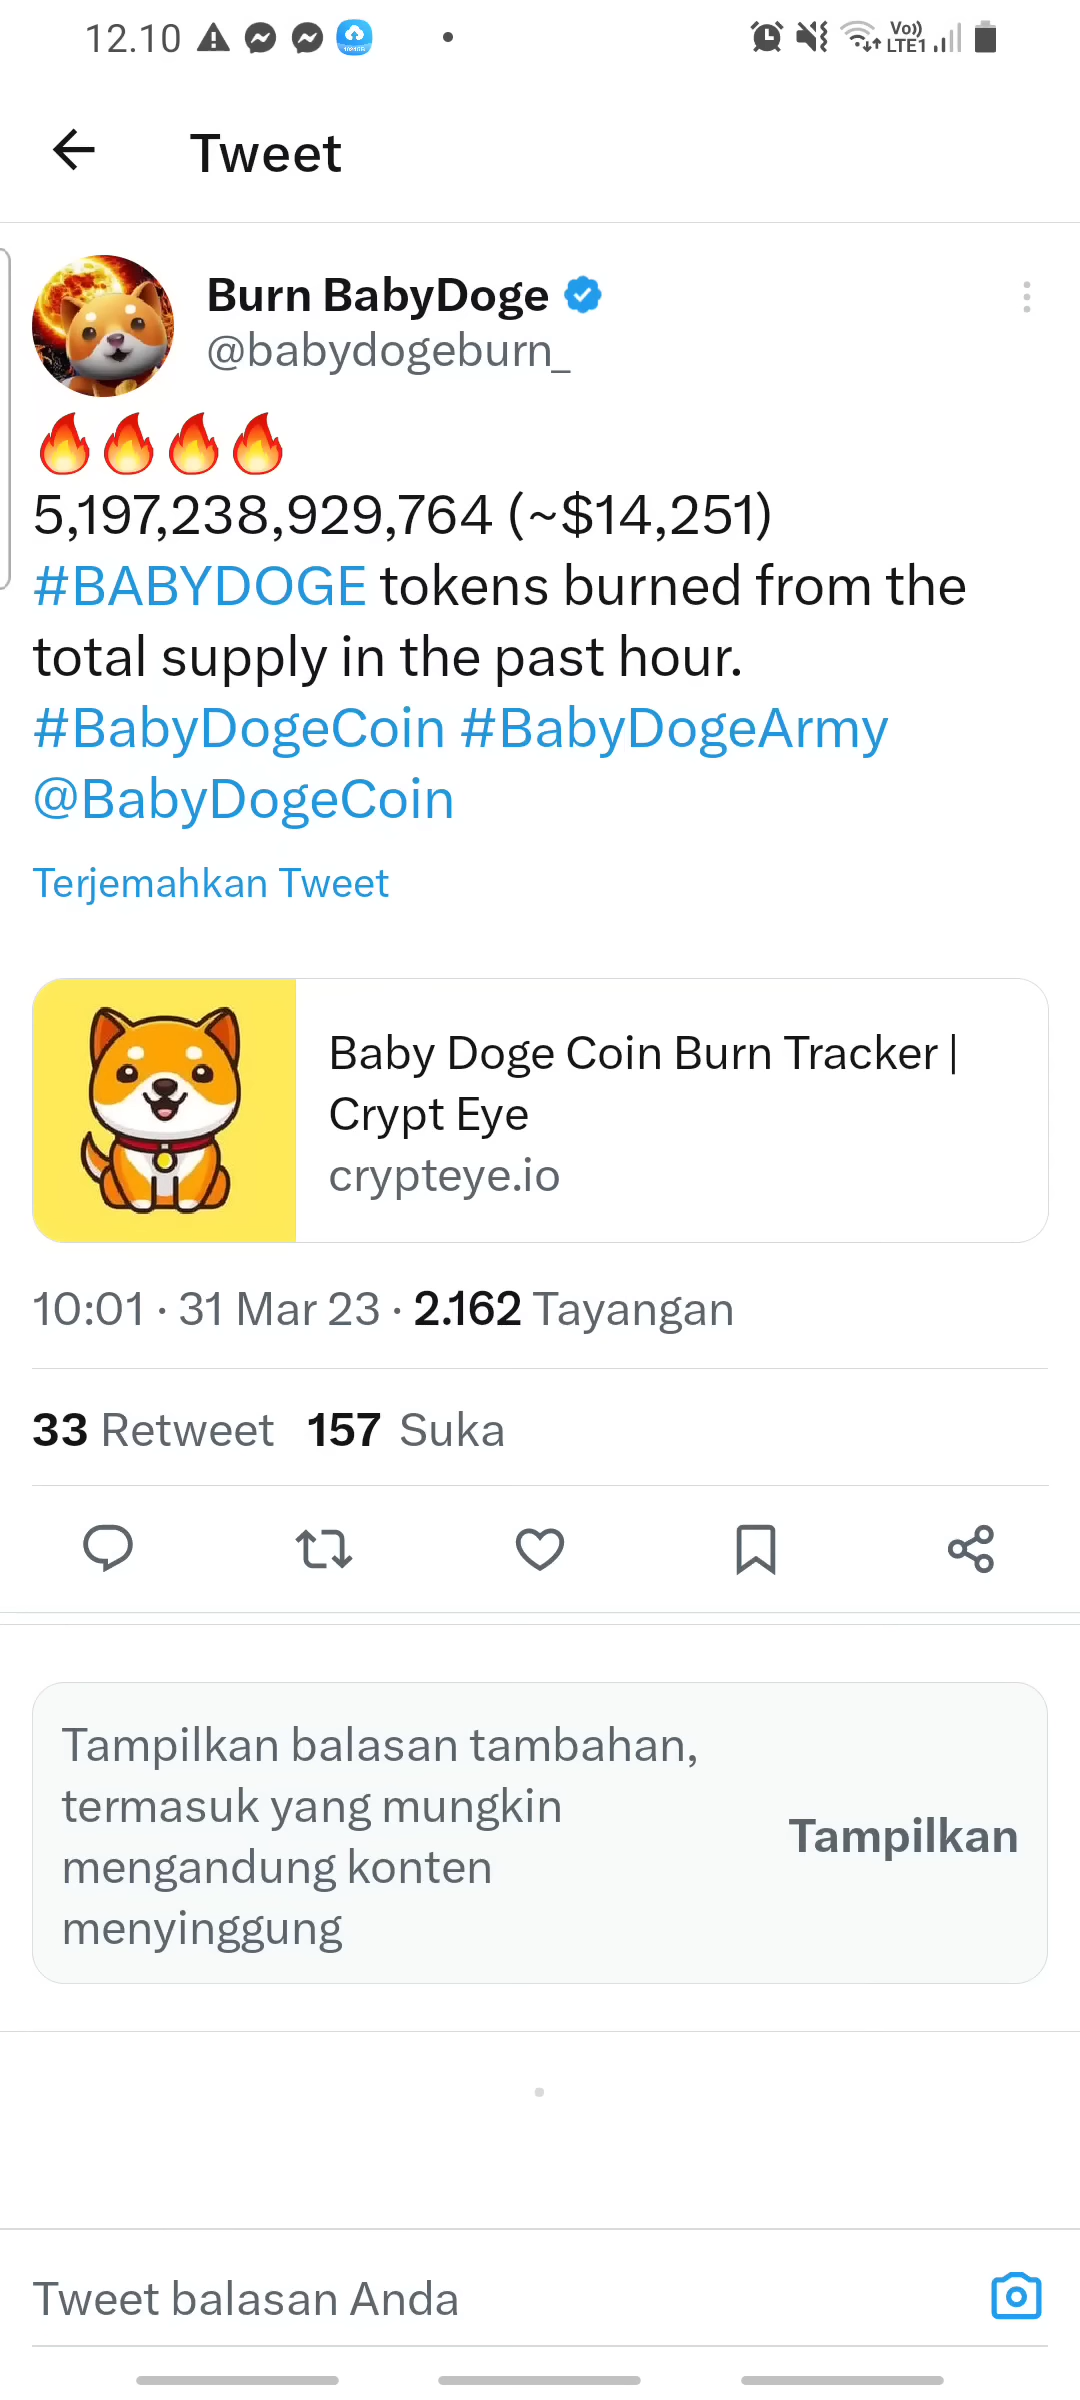 12.10
Vo))
LTE1
Tweet
Burn BabyDoge
@babydogeburn_
🔥🔥🔥🔥
5,197,238,929,764 (~$14,251)
#BABYDOGE tokens burned from the
total supply in the past hour.
#BabyDogeCoin #BabyDogeArmy
@BabyDogeCoin
Terjemahkan Tweet
Baby Doge Coin Burn Tracker |
Crypt Eye
crypteye.io
10:01 · 31 Mar 23 · 2.162 Tayangan
33 Retweet 157 Suka
Tampilkan balasan tambahan,
termasuk yang mungkin
mengandung konten
menyinggung
Tampilkan
Tweet balasan Anda